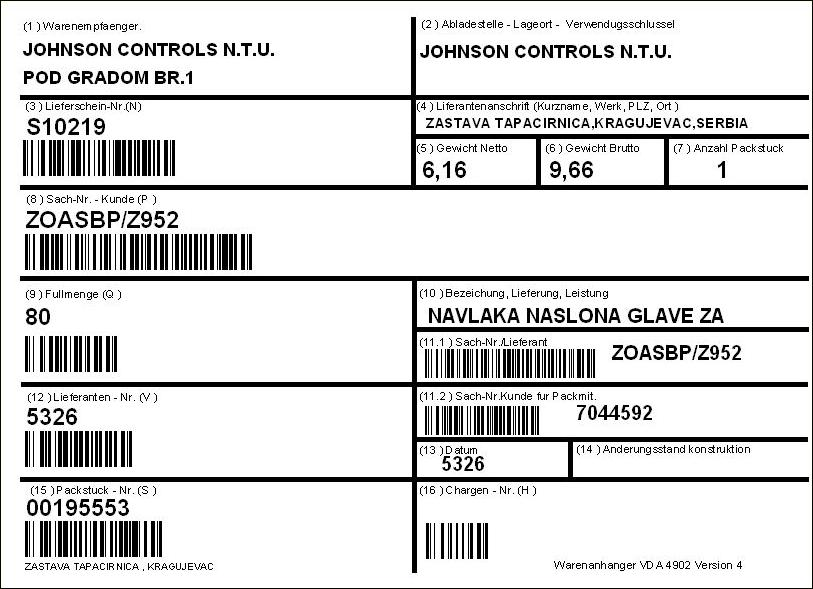 (1 ) Warenempfaenger.
JOHNSON CONTROLS N.T.U.
POD GRADOM BR.1
(2 ) Abladestelle - Lageort - Verwendugsschlussel
JOHNSON CONTROLS N.T.U.
(3 ) Lieferschein-Nr.(N)
S10219
(4 ) Liferantenanschrift (Kurzname, Werk, PLZ, Ort )
ZASTAVA TAPACIRNICA,KRAGUJEVAC,SERBIA
(5 ) Gewicht Netto
6,16
(6 ) Gewicht Brutto
9,66
(7 ) Anzahl Packstuck
1
(8 ) Sach-Nr. - Kunde (P )
ZOASBP/Z952
(9 ) Fullmenge (Q )
80
(10 ) Bezeichung, Lieferung, Leistung
NAVLAKA NASLONA GLAVE ZA
(11.1 ) Sach-Nr./Lieferant
ZOASBP/Z952
(12 ) Lieferanten - Nr. (V )
5326
(11.2 ) Sach-Nr.Kunde fur Packmit.
7044592
(13 ) Datum
5326
(14 ) Anderungsstand konstruktion
(15 ) Packstuck - Nr. (S )
00195553
(16 ) Chargen - Nr. (H )
ZASTAVA TAPACIRNICA , KRAGUJEVAC
Warenanhanger VDA 4902 Version 4